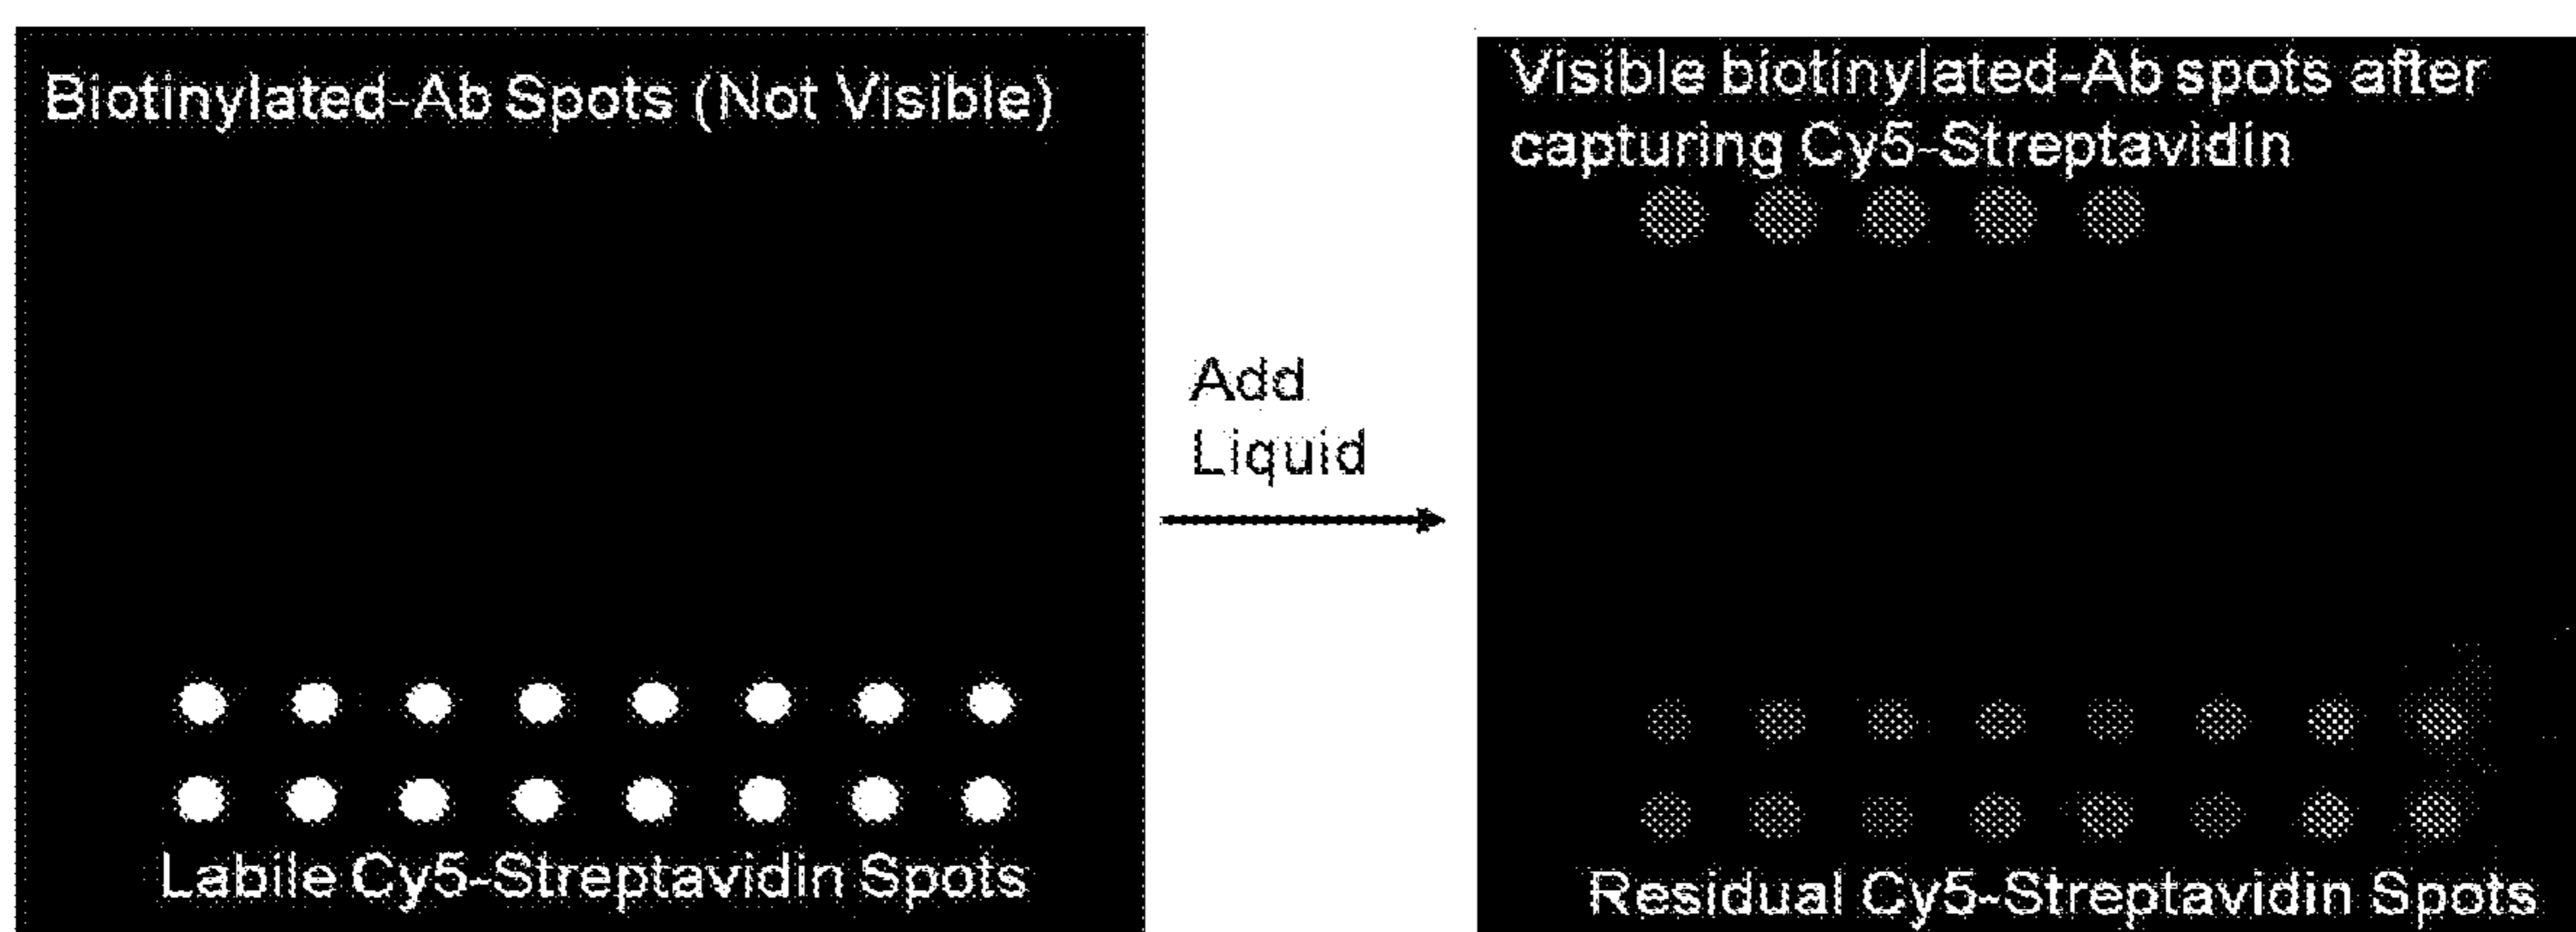 Biotinylated-Ab Spots (Not Visible)
Labile Cy5-Streptavidin Spots
Add
Liquid
Visible biotinylated-Ab spots after
capturing Cy5-Streptavidin
Residual Cy5-Streptavidin Spots